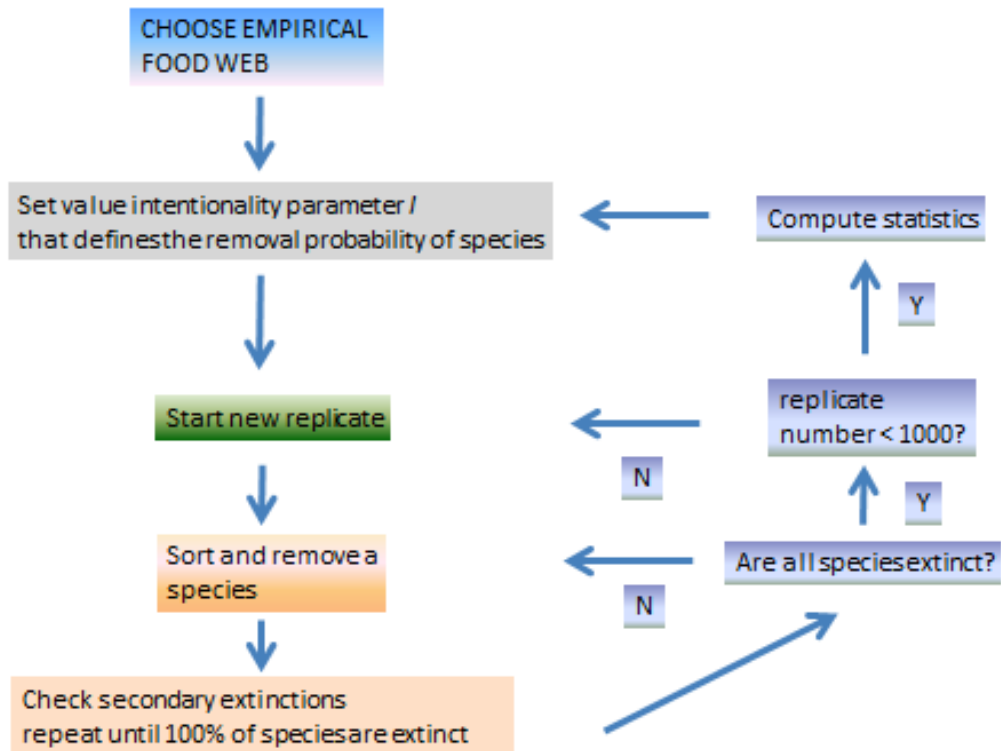 CHOOSE EMPIRICAL
FOOD WEB
Set value intentionality parameter I
that defines the removal probability of species
Compute statistics
Y
Start new replicate
replicate
number < 1000?
N
Y
Sort and remove a
species
Are all species extinct?
N
Check secondary extinctions
repeat until 100% of species are extinct